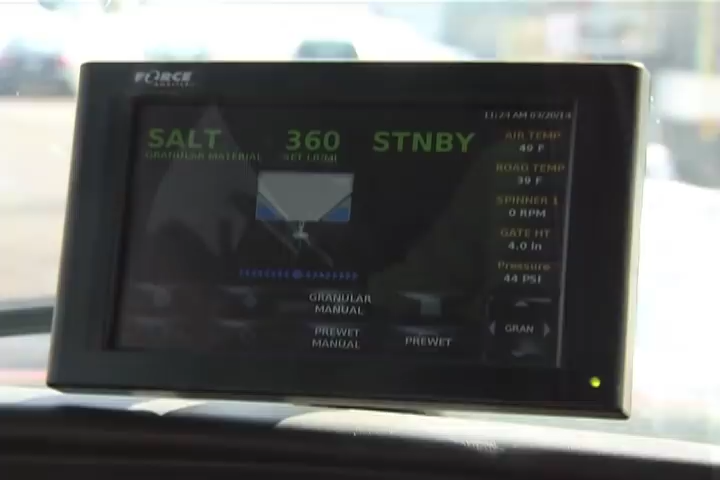 FORCE
AMERICA
11:24 AM 03/20/14
SALT
360
STNBY
GRANULAR MATERIAL
SET LB/MI
AIR TEMP
49 F
ROAD TEMP
39 F
SPINNER 1
0 RPM
GATE HT
4.0 in
Pressure
44 PSI
GRANULAR
MANUAL
PREWET
MANUAL
PREWET
GRAN